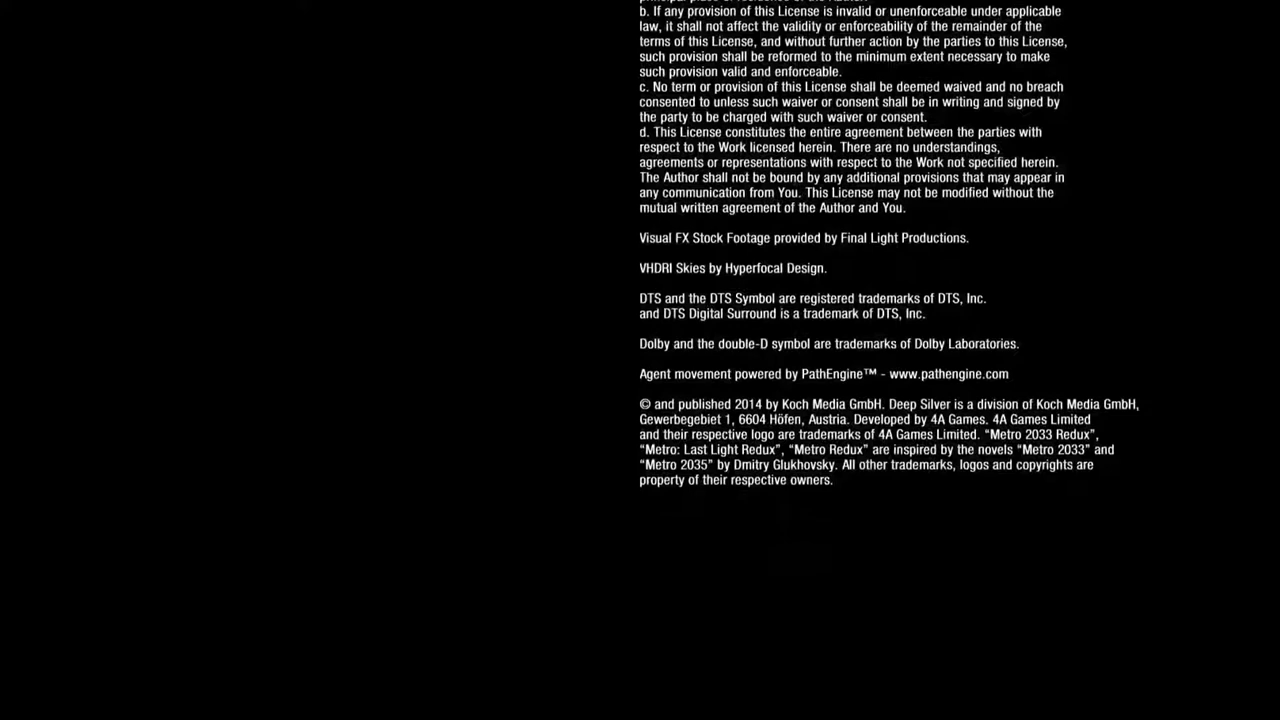 b. If any provision of this License is invalid or unenforceable under applicable
law, it shall not affect the validity or enforceability of the remainder of the
terms of this License, and without further action by the parties to this License,
such provision shall be reformed to the minimum extent necessary to make
such provision valid and enforceable.
c. No term or provision of this License shall be deemed waived and no breach
consented to unless such waiver or consent shall be in writing and signed by
the party to be charged with such waiver or consent.
d. This License constitutes the entire agreement between the parties with
respect to the Work licensed herein. There are no understandings,
agreements or representations with respect to the Work not specified herein.
The Author shall not be bound by any additional provisions that may appear in
any communication from You. This License may not be modified without the
mutual written agreement of the Author and You.
Visual FX Stock Footage provided by Final Light Productions.
VHDRI Skies by Hyperfocal Design.
DTS and the DTS Symbol are registered trademarks of DTS, Inc.
and DTS Digital Surround is a trademark of DTS, Inc.
Dolby and the double-D symbol are trademarks of Dolby Laboratories.
Agent movement powered by PathEngine™ - www.pathengine.com
© and published 2014 by Koch Media GmbH. Deep Silver is a division of Koch Media GmbH,
Gewerbegebiet 1, 6604 Höfen, Austria. Developed by 4A Games. 4A Games Limited
and their respective logo are trademarks of 4A Games Limited. “Metro 2033 Redux”,
“Metro: Last Light Redux”, “Metro Redux” are inspired by the novels “Metro 2033” and
“Metro 2035” by Dmitry Glukhovsky. All other trademarks, logos and copyrights are
property of their respective owners.